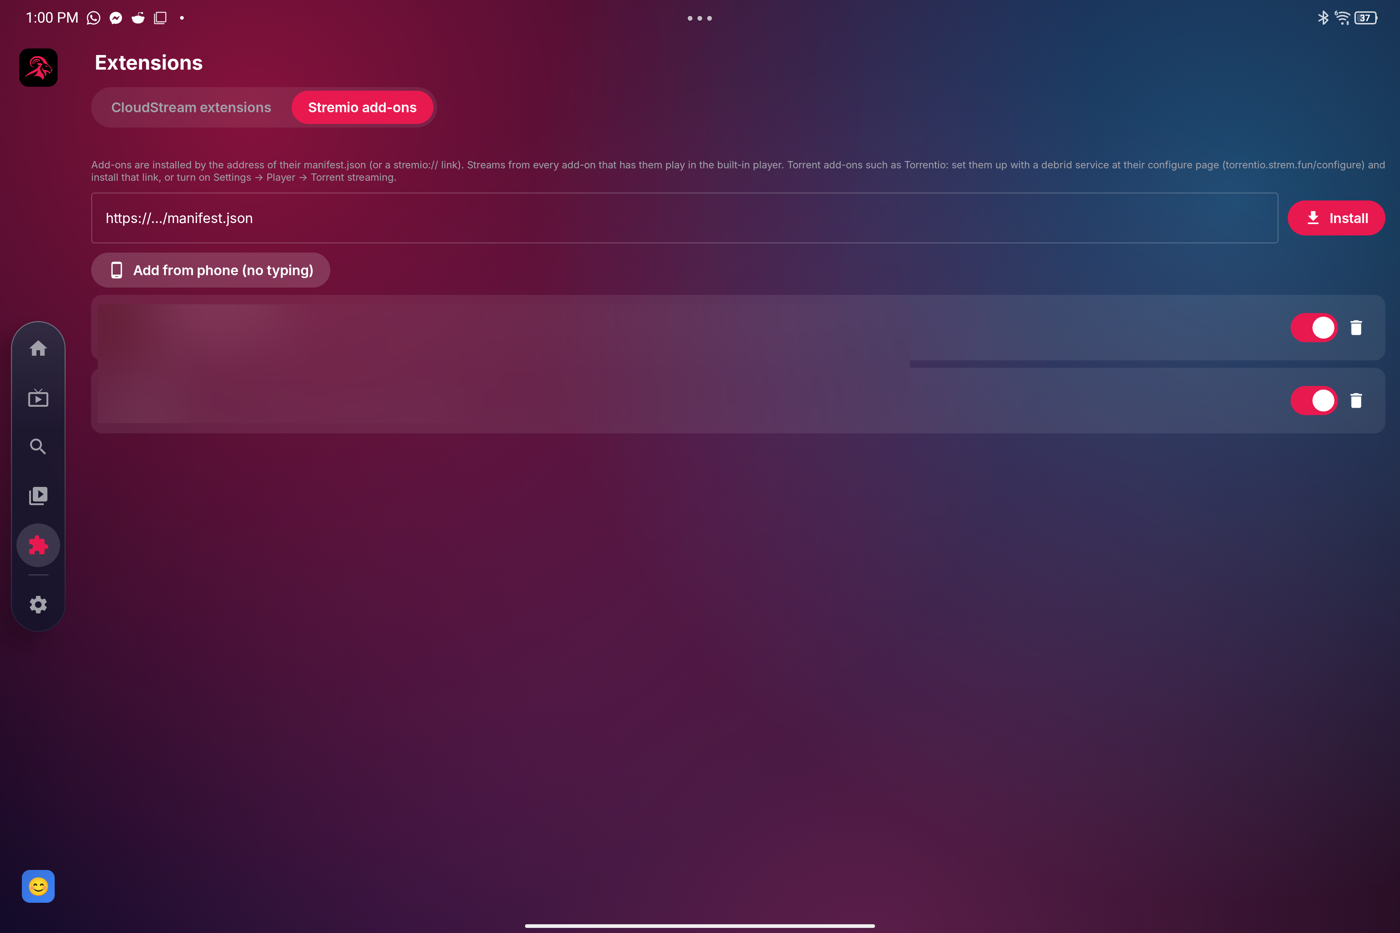 1:00 PM
37
Extensions
CloudStream extensions
Stremio add-ons
Add-ons are installed by the address of their manifest.json (or a stremio:// link). Streams from every add-on that has them play in the built-in player. Torrent add-ons such as Torrentio: set them up with a debrid service at their configure page (torrentio.strem.fun/configure) and
install that link, or turn on Settings → Player → Torrent streaming.
https://.../manifest.json
Install
Add from phone (no typing)